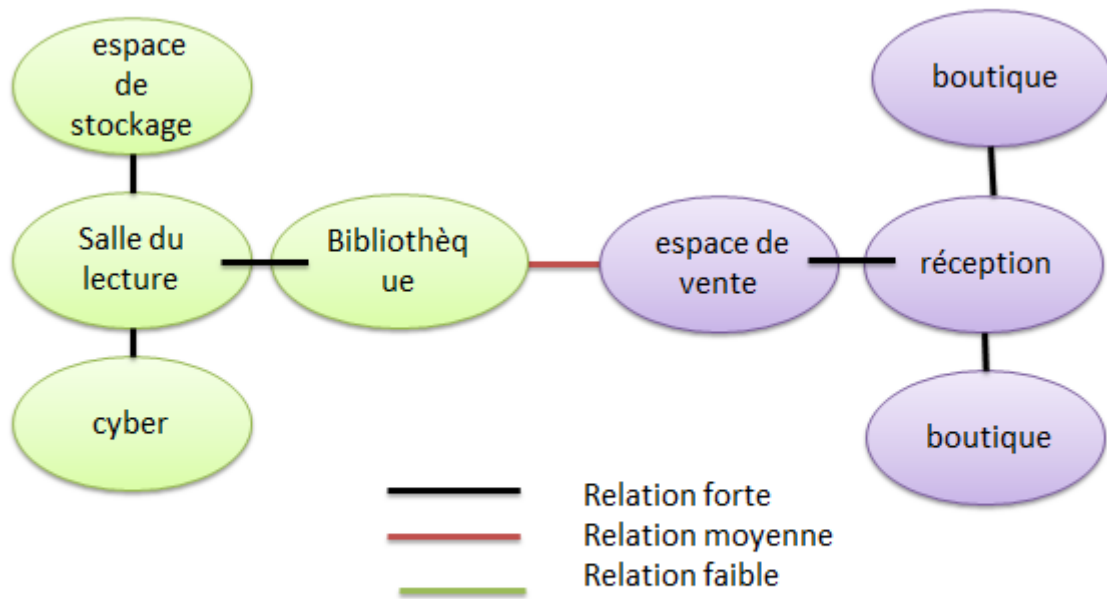 espace
de
stockage
Salle du
lecture
cyber
Bibliothèq
ue
espace de
vente
boutique
réception
boutique
Relation forte
Relation moyenne
Relation faible